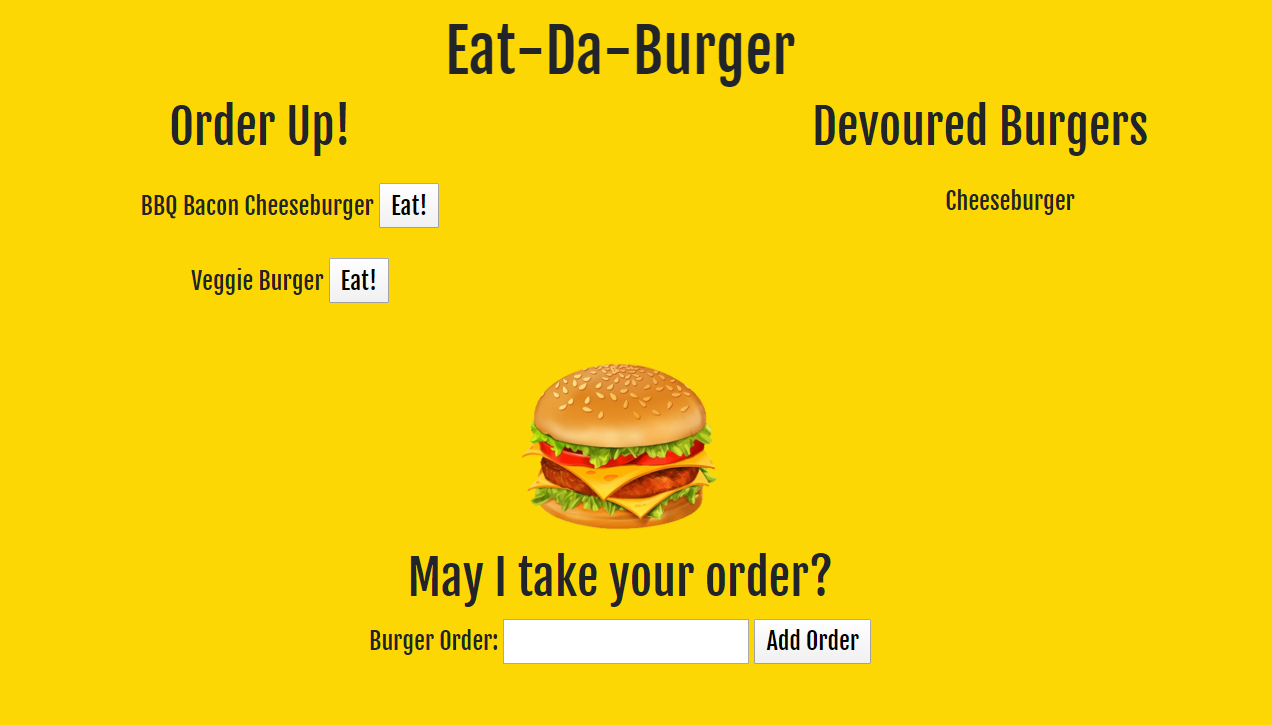 Eat-Da-Burger
Order Up!
BBQ Bacon Cheeseburger Eat!
Veggie Burger Eat!
Devoured Burgers
Cheeseburger
May I take your order?
Burger Order: Add Order